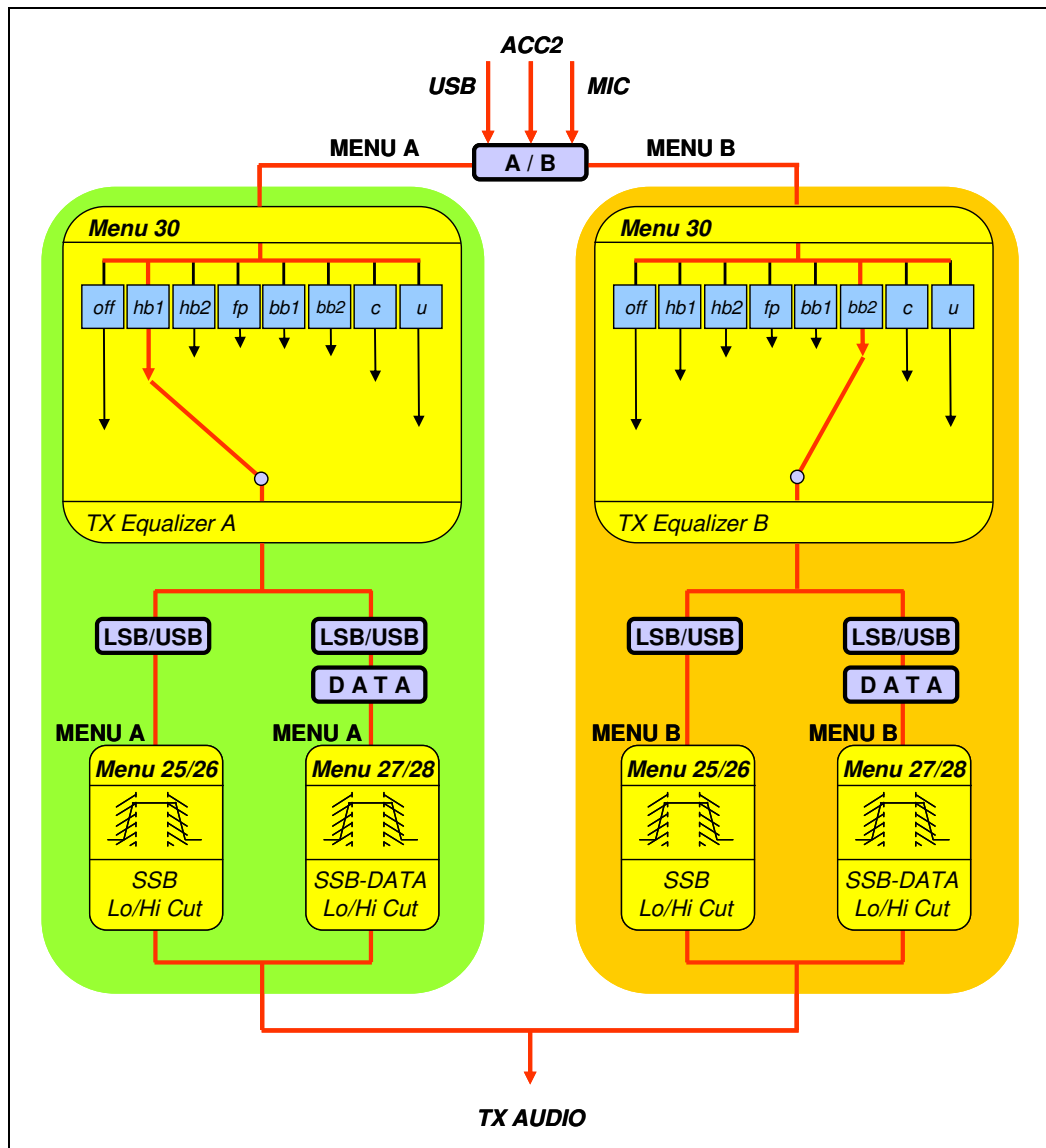 ACC2
USB
MIC
MENU A
A / B
MENU B
Menu 30
off hb1 hb2 fp bb1 bb2 c u
TX Equalizer A
LSB/USB
LSB/USB
D A T A
MENU A
MENU A
Menu 25/26
Menu 27/28
SSB
Lo/Hi Cut
SSB-DATA
Lo/Hi Cut
Menu 30
off hb1 hb2 fp bb1 bb2 c u
TX Equalizer B
LSB/USB
LSB/USB
D A T A
MENU B
MENU B
Menu 25/26
Menu 27/28
SSB
Lo/Hi Cut
SSB-DATA
Lo/Hi Cut
TX AUDIO